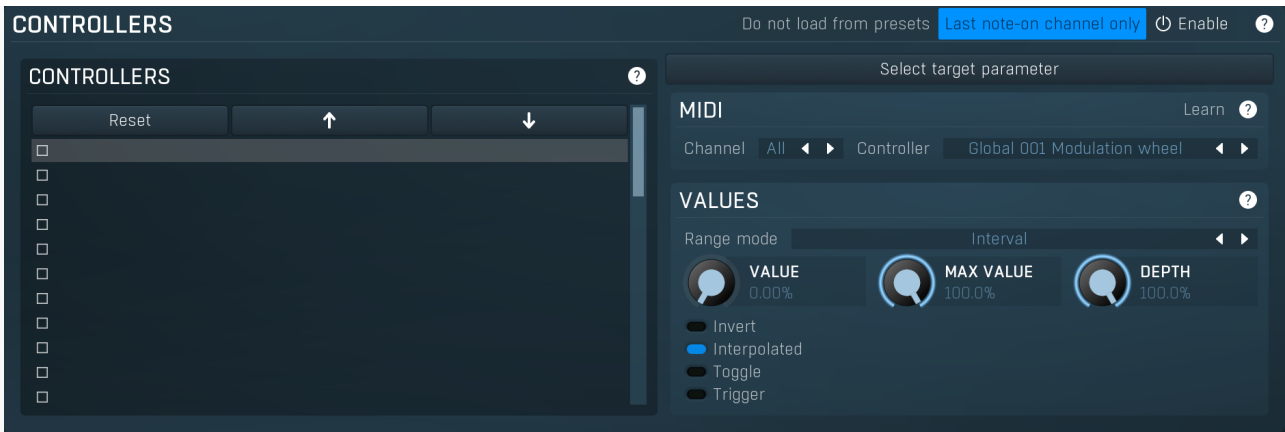 CONTROLLERS
Do not load from presets Last note-on channel only Enable ?
CONTROLLERS ?
Reset
Select target parameter
MIDI Learn ?
Channel All Controller Global 001 Modulation wheel
VALUES ?
Range mode Interval
VALUE
0.00%
MAX VALUE
100.0%
DEPTH
100.0%
Invert
Interpolated
Toggle
Trigger